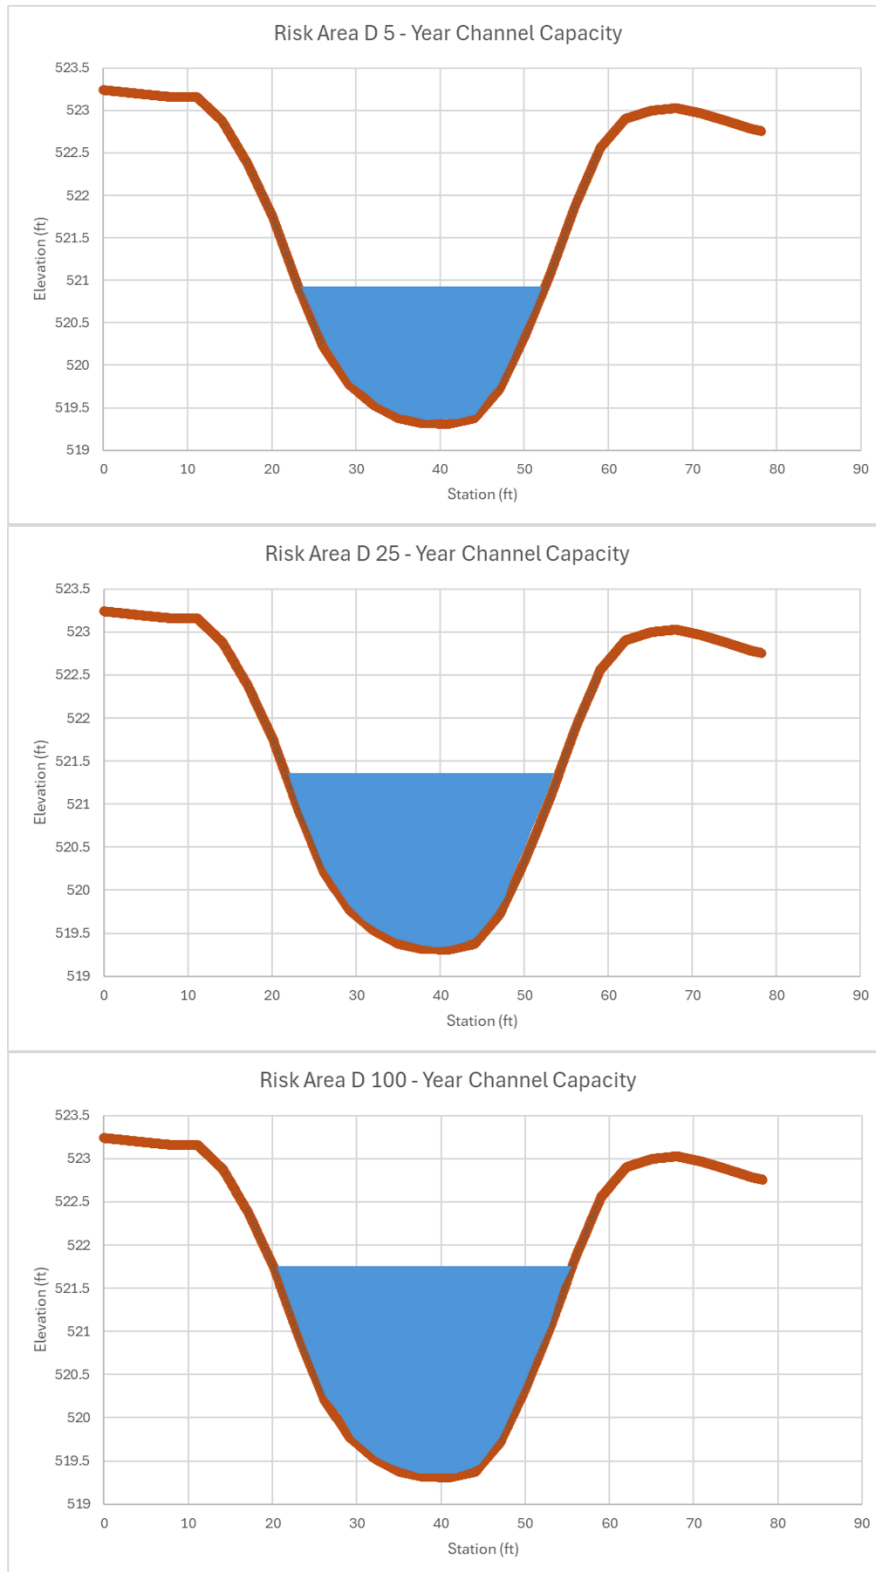 Risk Area D 5 - Year Channel Capacity
523.5
523
522.5
522
521.5
521
520.5
520
519.5
519
Elevation (ft)
0 10 20 30 40 50 60 70 80 90
Station (ft)
Risk Area D 25 - Year Channel Capacity
523.5
523
522.5
522
521.5
521
520.5
520
519.5
519
Elevation (ft)
0 10 20 30 40 50 60 70 80 90
Station (ft)
Risk Area D 100 - Year Channel Capacity
523.5
523
522.5
522
521.5
521
520.5
520
519.5
519
Elevation (ft)
0 10 20 30 40 50 60 70 80 90
Station (ft)